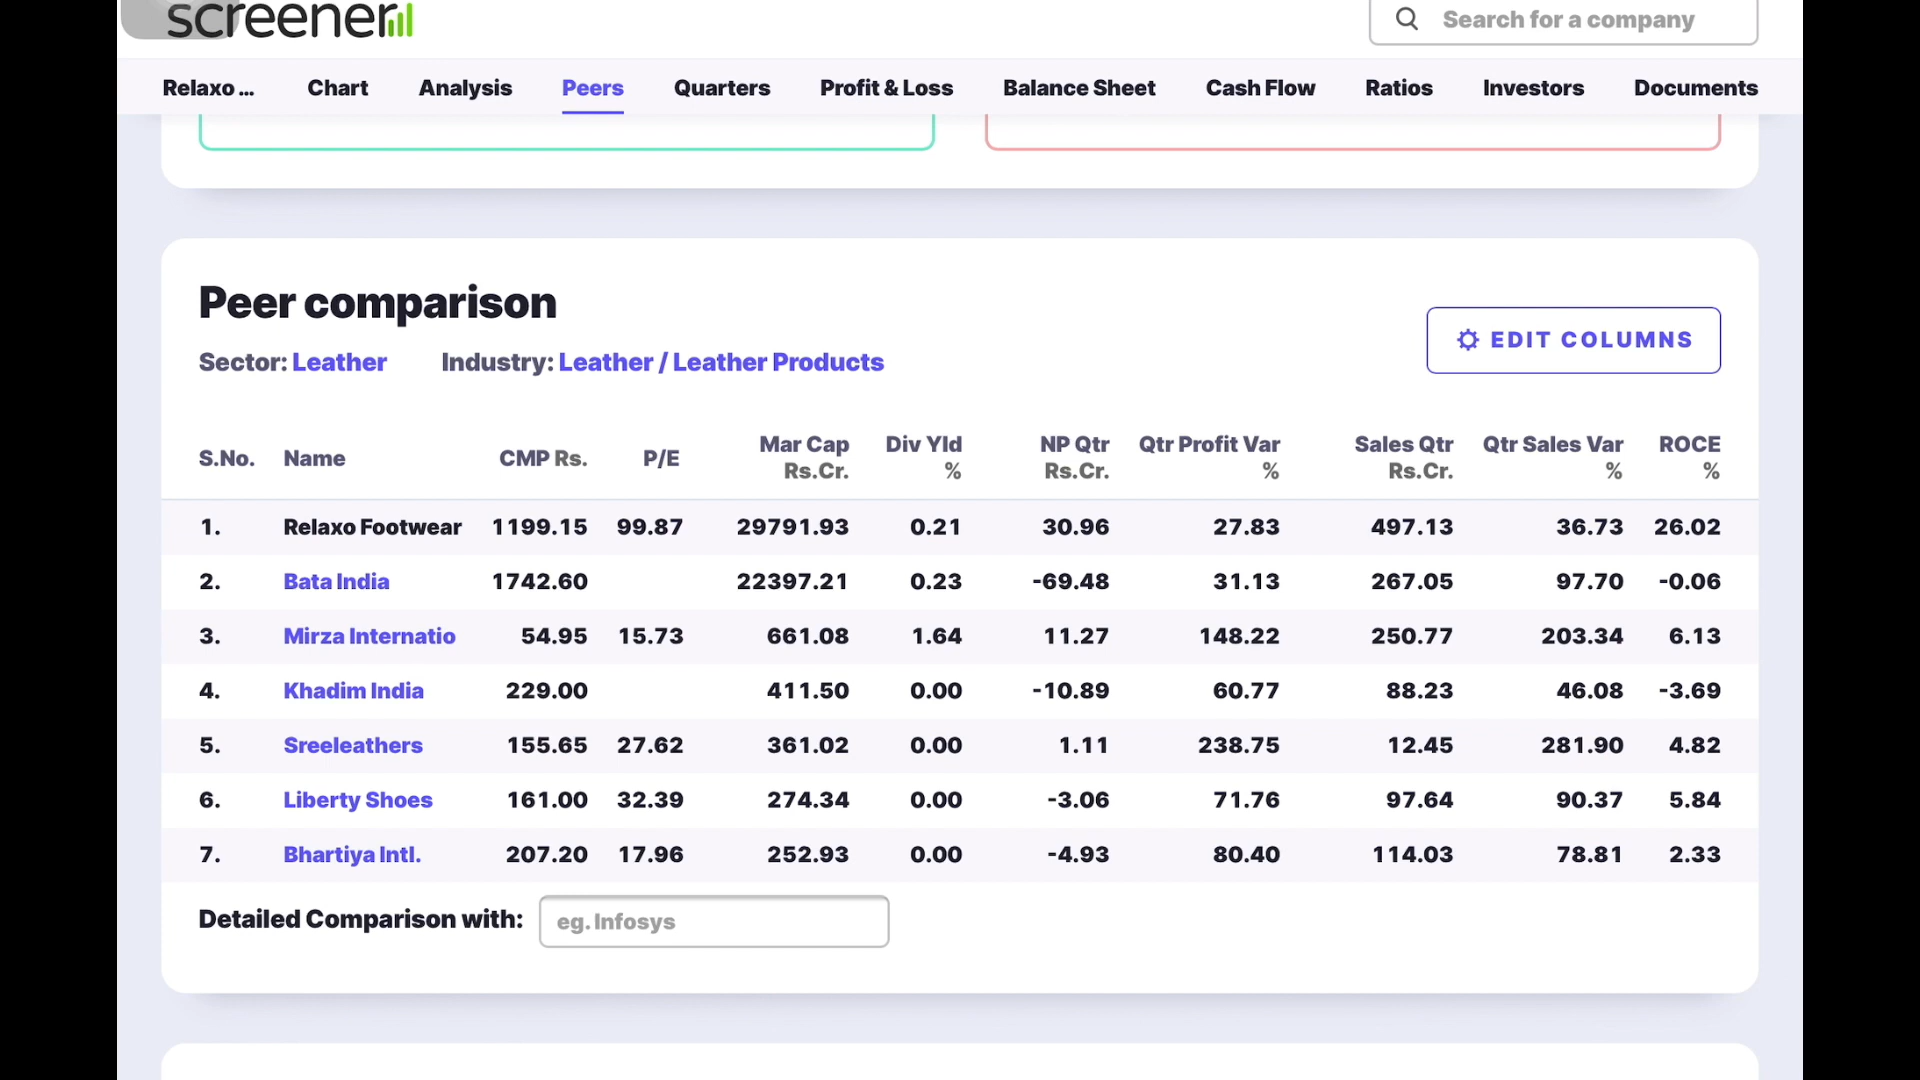 screener
Search for a company
Relaxo ... Chart Analysis Peers Quarters Profit & Loss Balance Sheet Cash Flow Ratios Investors Documents
Peer comparison
EDIT COLUMNS
Sector: Leather Industry: Leather / Leather Products
S.No. Name CMP Rs. P/E Mar Cap Rs.Cr. Div Yld % NP Qtr Rs.Cr. Qtr Profit Var % Sales Qtr Rs.Cr. Qtr Sales Var % ROCE %
1. Relaxo Footwear 1199.15 99.87 29791.93 0.21 30.96 27.83 497.13 36.73 26.02
2. Bata India 1742.60 22397.21 0.23 -69.48 31.13 267.05 97.70 -0.06
3. Mirza Internatio 54.95 15.73 661.08 1.64 11.27 148.22 250.77 203.34 6.13
4. Khadim India 229.00 411.50 0.00 -10.89 60.77 88.23 46.08 -3.69
5. Sreeleathers 155.65 27.62 361.02 0.00 1.11 238.75 12.45 281.90 4.82
6. Liberty Shoes 161.00 32.39 274.34 0.00 -3.06 71.76 97.64 90.37 5.84
7. Bhartiya Intl. 207.20 17.96 252.93 0.00 -4.93 80.40 114.03 78.81 2.33
Detailed Comparison with: eg. Infosys